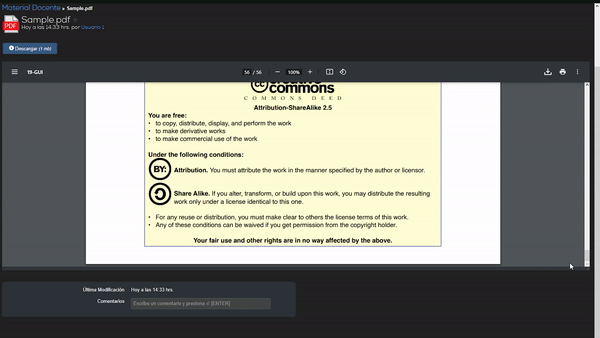 Material Docente » Sample.pdf
Sample.pdf
Hoy a las 14:33 hrs. por Usuario 1
PDF
Descargar (1 mb)
19-GUI
56 / 56
100%
creative
commons
COMMONS DEED
Attribution-ShareAlike 2.5
You are free:
• to copy, distribute, display, and perform the work
• to make derivative works
• to make commercial use of the work
Under the following conditions:
BY: Attribution. You must attribute the work in the manner specified by the author or licensor.
Share Alike. If you alter, transform, or build upon this work, you may distribute the resulting
work only under a license identical to this one.
• For any reuse or distribution, you must make clear to others the license terms of this work.
• Any of these conditions can be waived if you get permission from the copyright holder.
Your fair use and other rights are in no way affected by the above.
Última Modificación Hoy a las 14:33 hrs.
Comentarios Escribe un comentario y presiona el [ENTER]